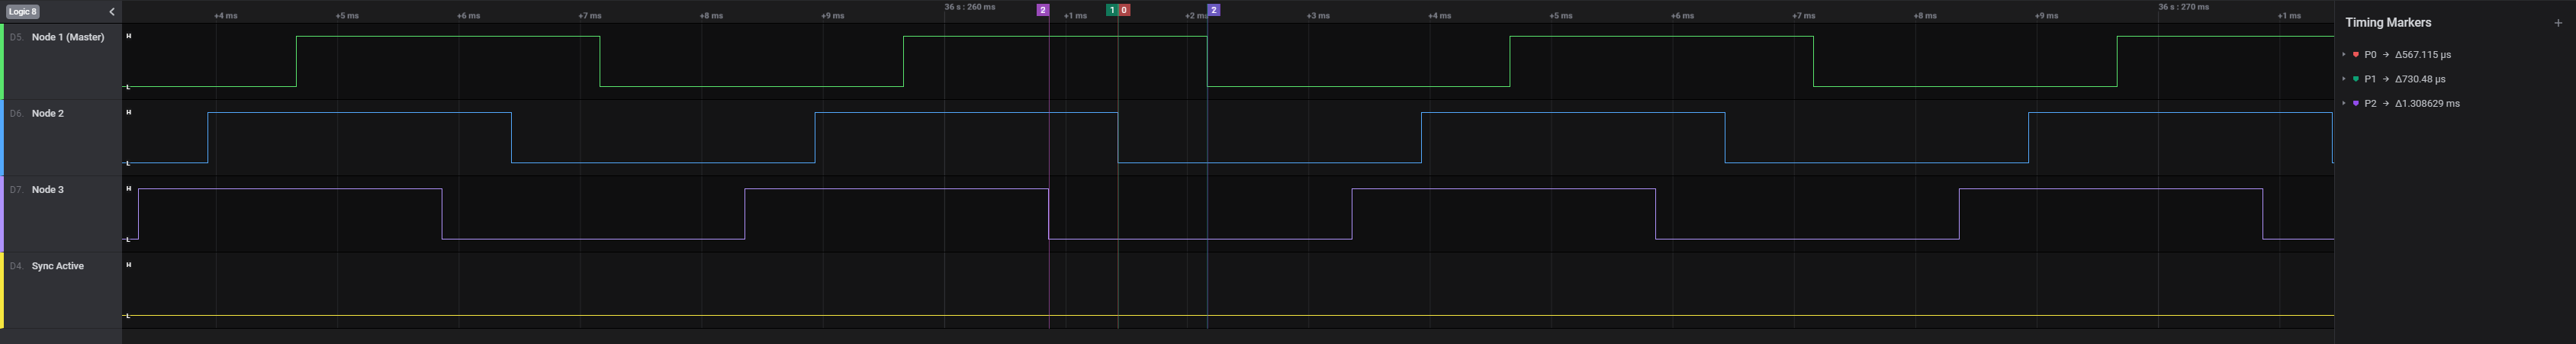 Logic 8
+4 ms +5 ms +6 ms +7 ms +8 ms +9 ms 36 s : 260 ms +1 ms +2 ms +3 ms +4 ms +5 ms +6 ms +7 ms +8 ms +9 ms 36 s : 270 ms +1 ms
2 1 0 2
D5. Node 1 (Master)
H
L
D6. Node 2
H
L
D7. Node 3
H
L
D4. Sync Active
H
L
Timing Markers
P0 → Δ567.115 μs
P1 → Δ730.48 μs
P2 → Δ1.308629 ms